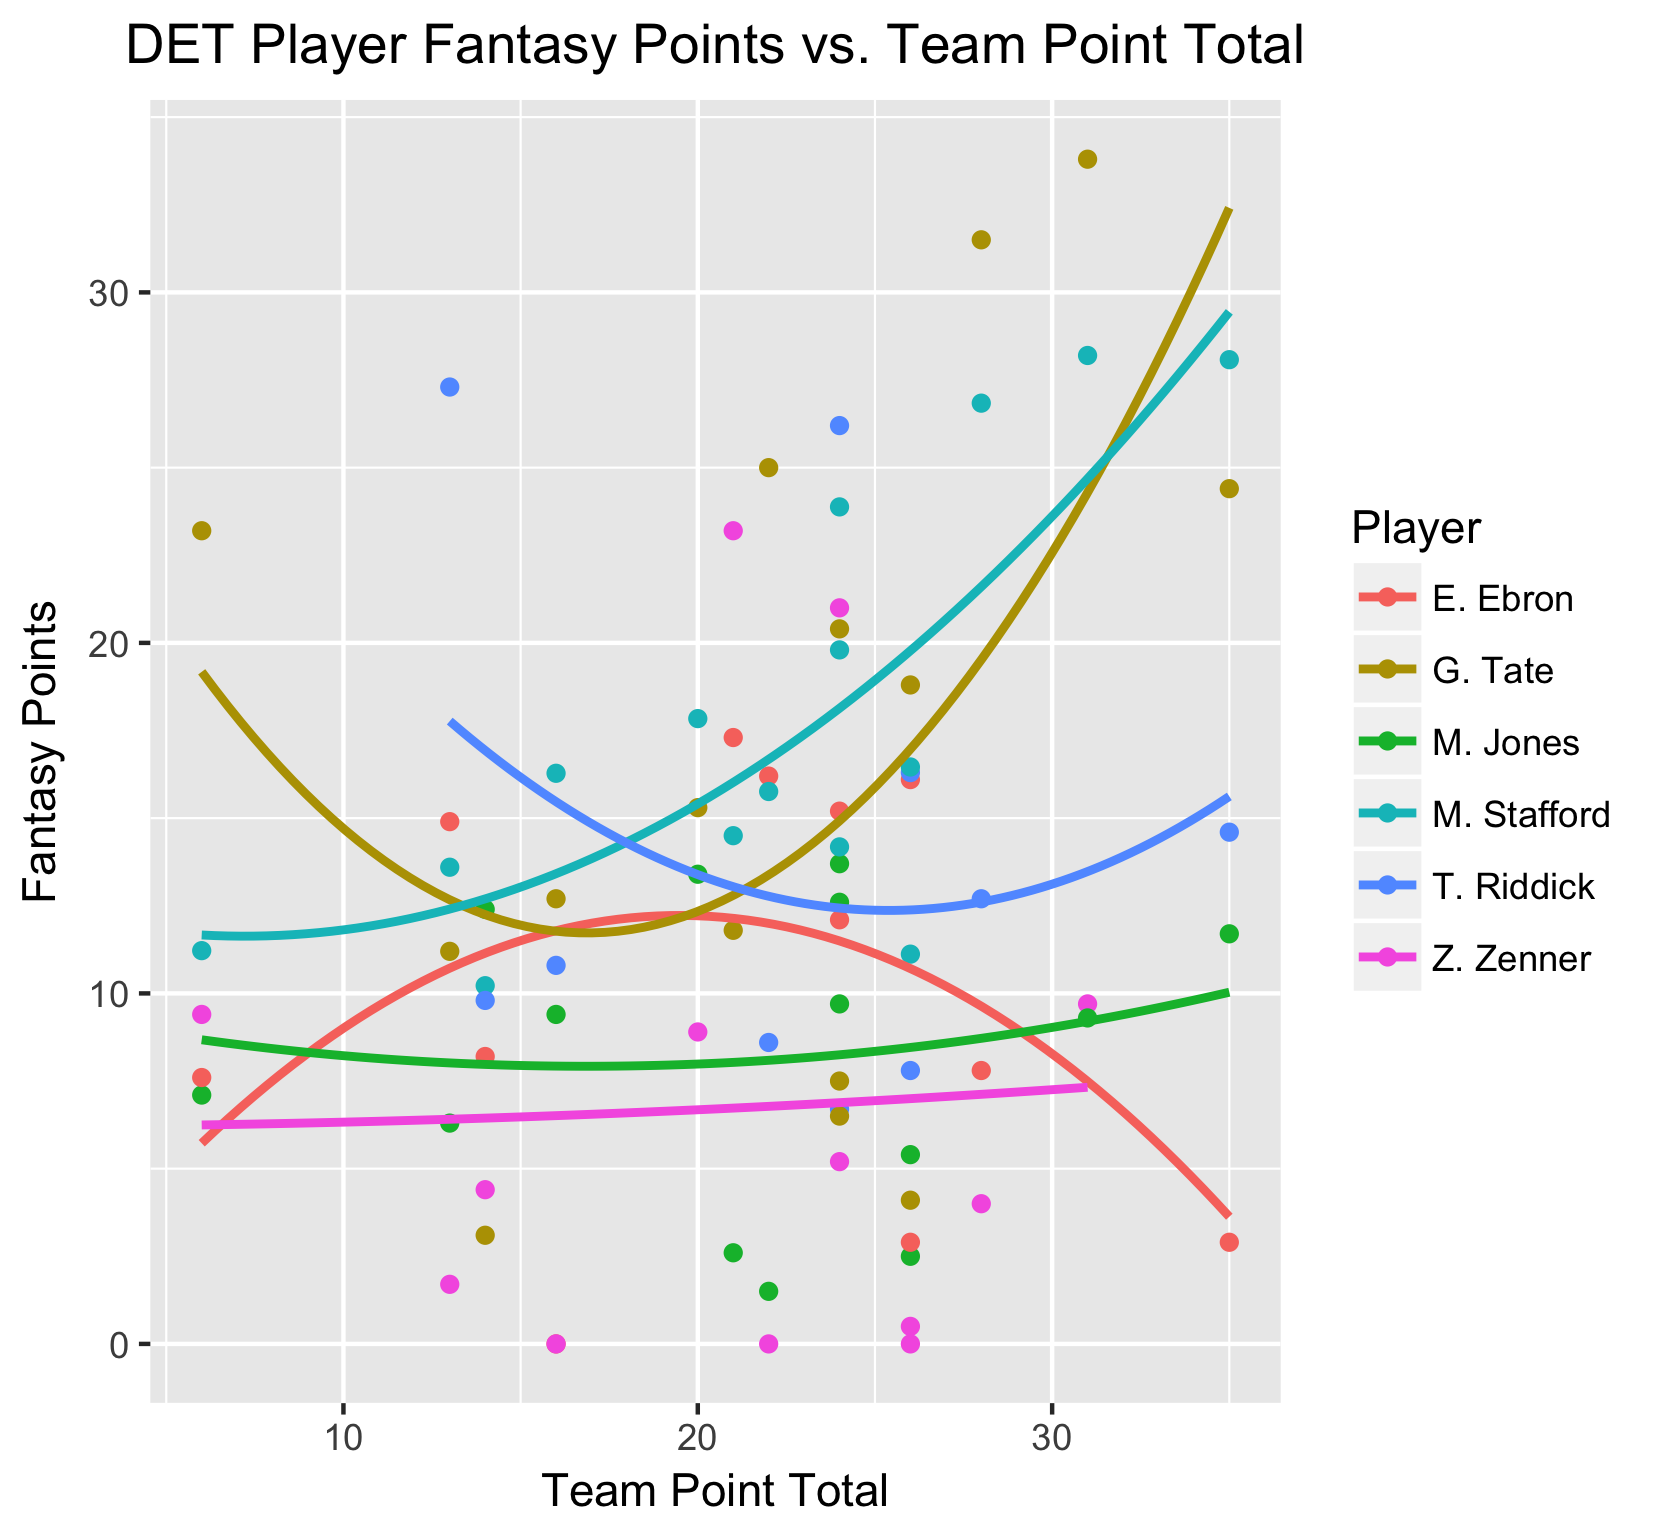 DET Player Fantasy Points vs. Team Point Total
Fantasy Points
30
20
10
0
10 20 30
Team Point Total
Player
E. Ebron
G. Tate
M. Jones
M. Stafford
T. Riddick
Z. Zenner